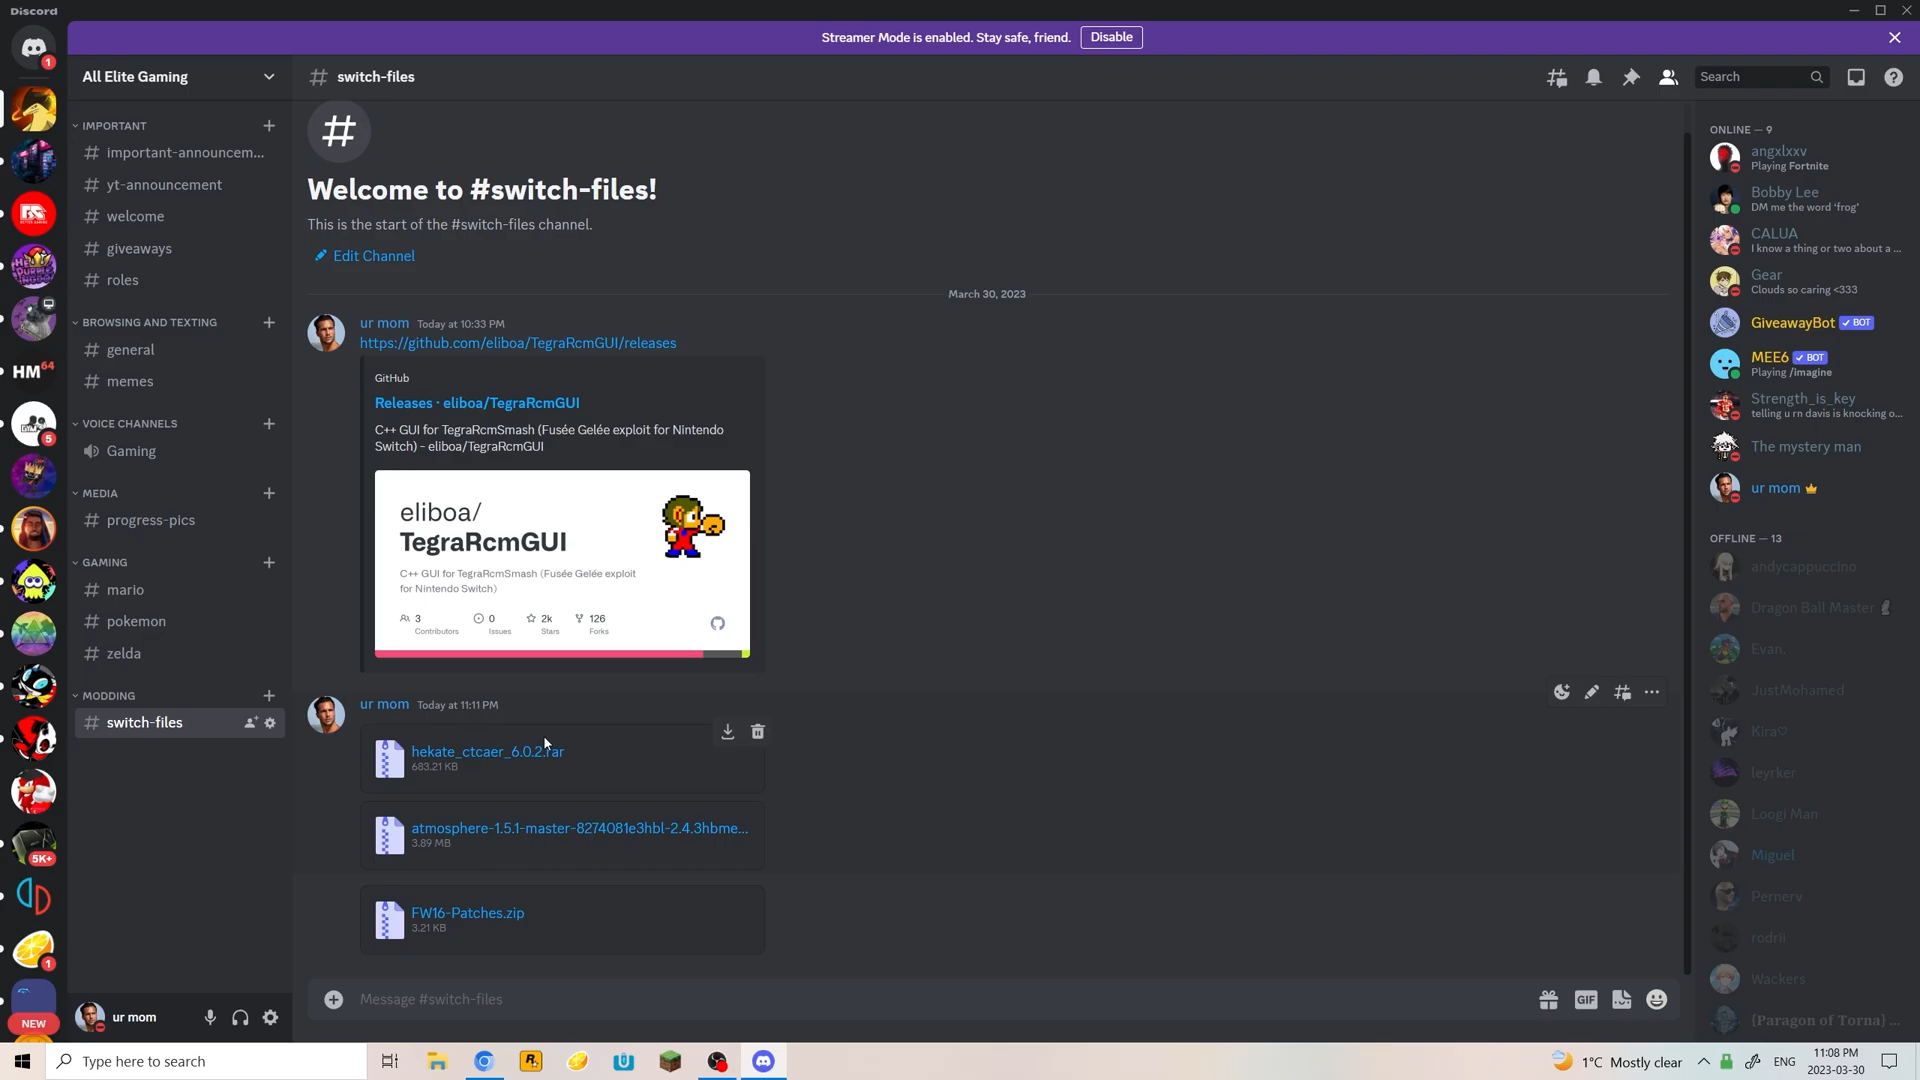 Discord
Streamer Mode is enabled. Stay safe, friend.
Disable
1
All Elite Gaming
IMPORTANT
important-announcem...
yt-announcement
welcome
giveaways
roles
BROWSING AND TEXTING
general
memes
VOICE CHANNELS
Gaming
MEDIA
progress-pics
GAMING
mario
pokemon
zelda
MODDING
switch-files
HM64
5
5K+
1
NEW
ur mom
# switch-files
Search
#
Welcome to #switch-files!
This is the start of the #switch-files channel.
Edit Channel
March 30, 2023
ur mom Today at 10:33 PM
https://github.com/eliboa/TegraRcmGUI/releases
GitHub
Releases · eliboa/TegraRcmGUI
C++ GUI for TegraRcmSmash (Fusée Gelée exploit for Nintendo
Switch) - eliboa/TegraRcmGUI
eliboa/
TegraRcmGUI
C++ GUI for TegraRcmSmash (Fusée Gelée exploit
for Nintendo Switch)
3 0 2k 126
Contributors Issues Stars Forks
ur mom Today at 11:11 PM
hekate_ctcaer_6.0.2.rar
683.21 KB
atmosphere-1.5.1-master-8274081e3hbl-2.4.3hbme...
3.89 MB
FW16-Patches.zip
3.21 KB
Message #switch-files
GIF
ONLINE — 9
angxlxxv
Playing Fortnite
Bobby Lee
DM me the word 'frog'
CALUA
I know a thing or two about a ...
Gear
Clouds so caring <333
GiveawayBot BOT
MEE6 BOT
Playing /imagine
Strength_is_key
telling u rn davis is knocking o...
The mystery man
ur mom
OFFLINE — 13
andycappuccino
Dragon Ball Master
Evan.
JustMohamed
Kira♡
leyrker
Loogi Man
Miguel
Pernerv
rodrii
Wackers
{Paragon of Torna} ...
Type here to search
1°C Mostly clear
ENG
11:08 PM
2023-03-30